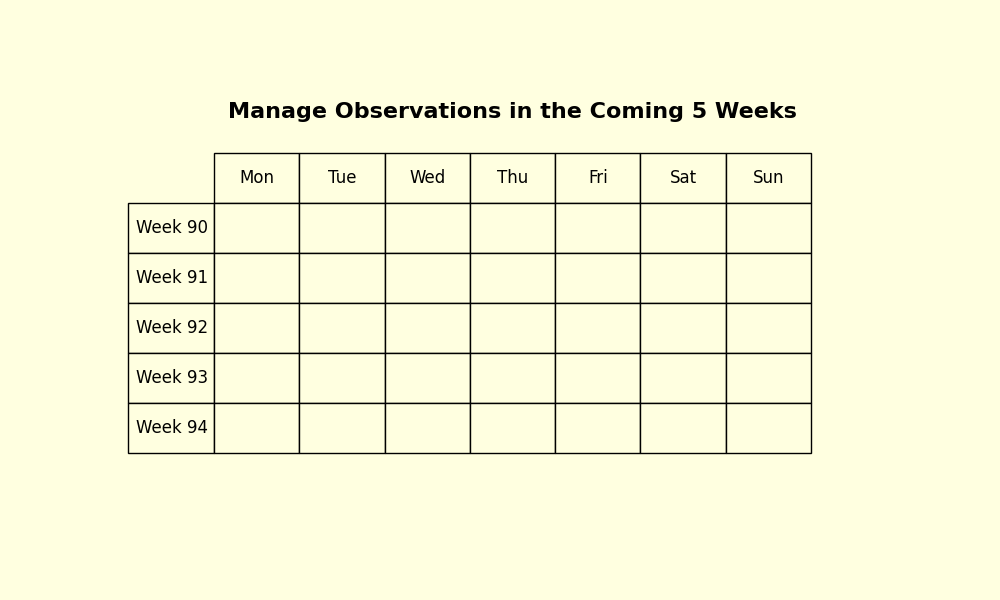 Manage Observations in the Coming 5 Weeks
Mon Tue Wed Thu Fri Sat Sun
Week 90
Week 91
Week 92
Week 93
Week 94